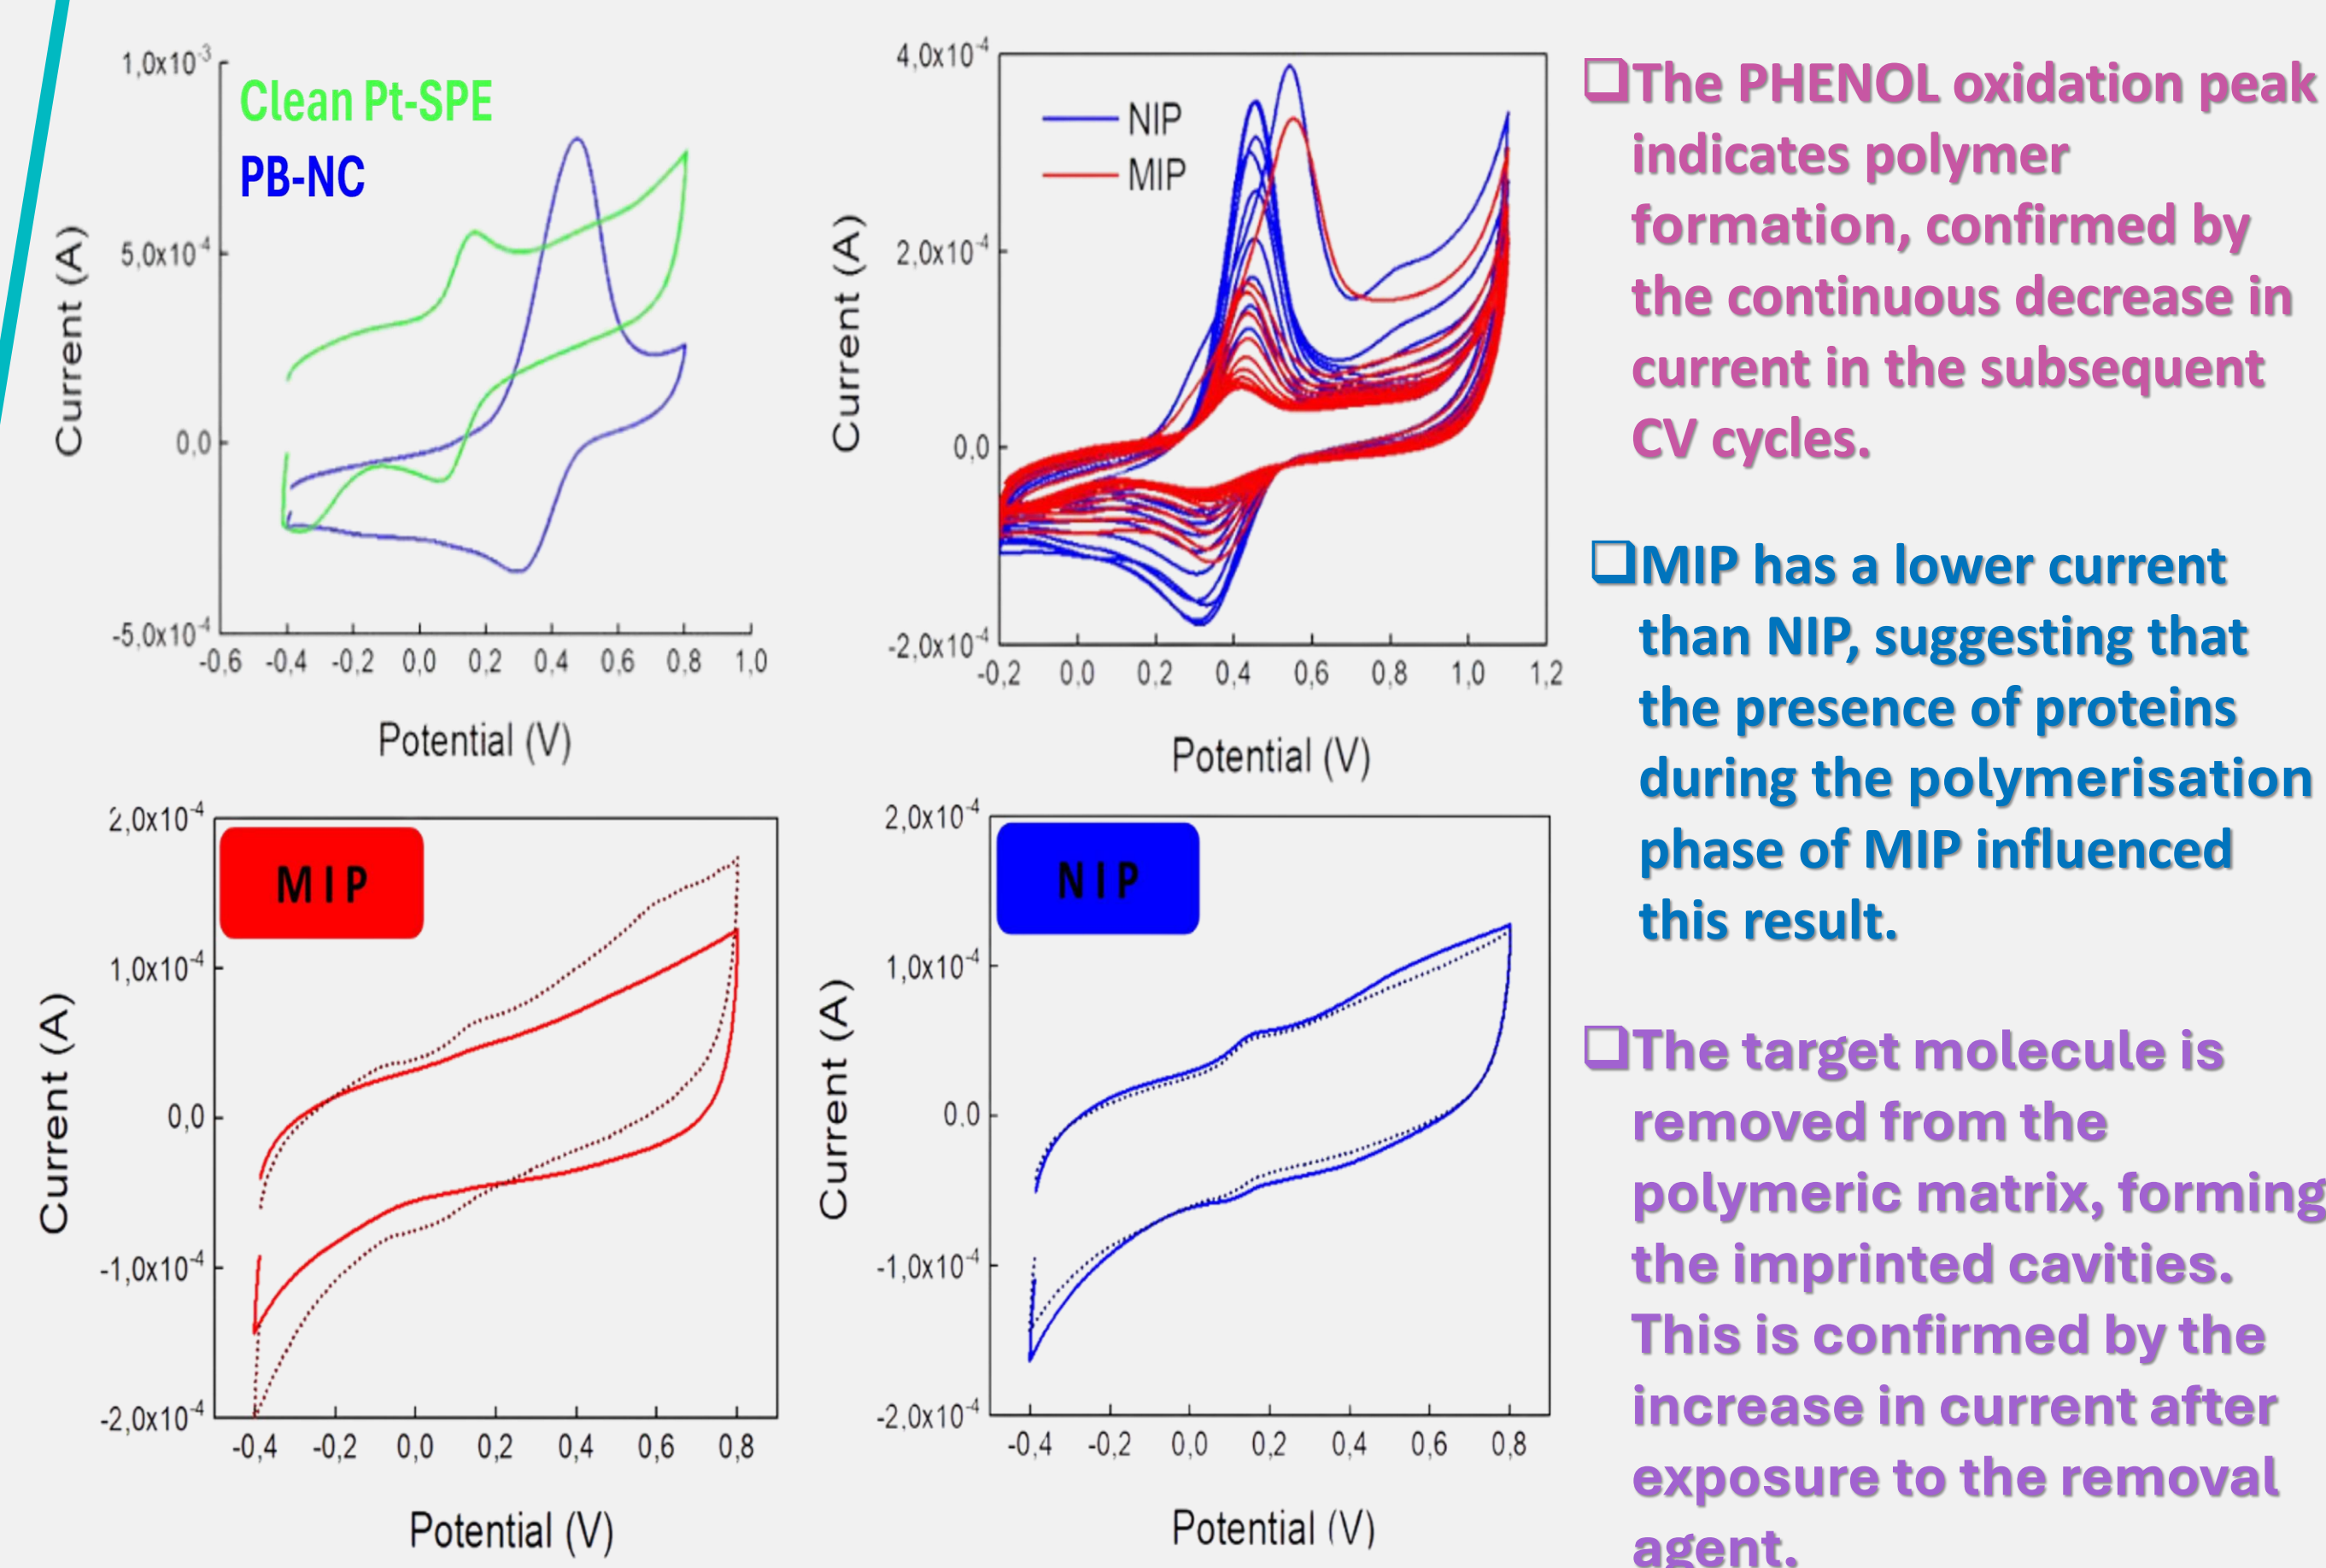 1,0x10-3
Clean Pt-SPE
PB-NC
5,0x10-4
0,0
-5,0x10-4
-0,6 -0,4 -0,2 0,0 0,2 0,4 0,6 0,8 1,0
Current (A)
Potential (V)
4,0x10-4
NIP
MIP
2,0x10-4
0,0
-2,0x10-4
-0,2 0,0 0,2 0,4 0,6 0,8 1,0 1,2
Current (A)
Potential (V)
2,0x10-4
MIP
1,0x10-4
0,0
-1,0x10-4
-2,0x10-4
-0,4 -0,2 0,0 0,2 0,4 0,6 0,8
Current (A)
Potential (V)
2,0x10-4
NIP
1,0x10-4
0,0
-1,0x10-4
-2,0x10-4
-0,4 -0,2 0,0 0,2 0,4 0,6 0,8
Current (A)
Potential (V)
❑The PHENOL oxidation peak
indicates polymer
formation, confirmed by
the continuous decrease in
current in the subsequent
CV cycles.
❑MIP has a lower current
than NIP, suggesting that
the presence of proteins
during the polymerisation
phase of MIP influenced
this result.
❑The target molecule is
removed from the
polymeric matrix, forming
the imprinted cavities.
This is confirmed by the
increase in current after
exposure to the removal
agent.